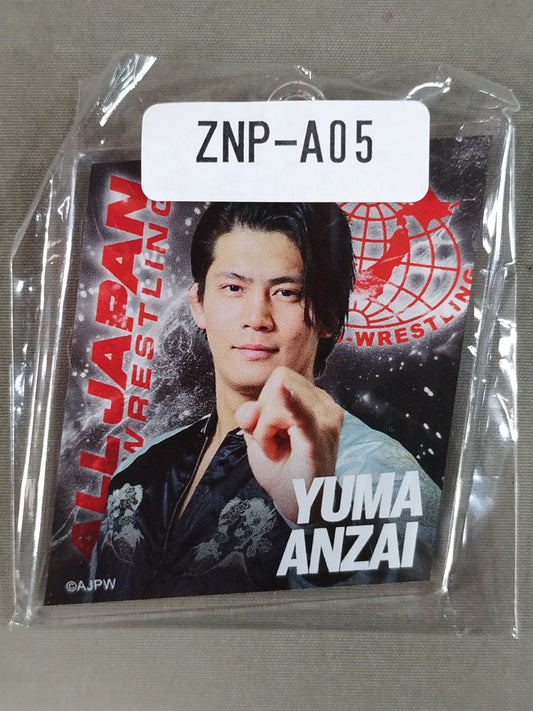 ZNP-A05
ALL JAPAN
WRESTLING
-WRESTLING
YUMA
ANZAI
©AJPW